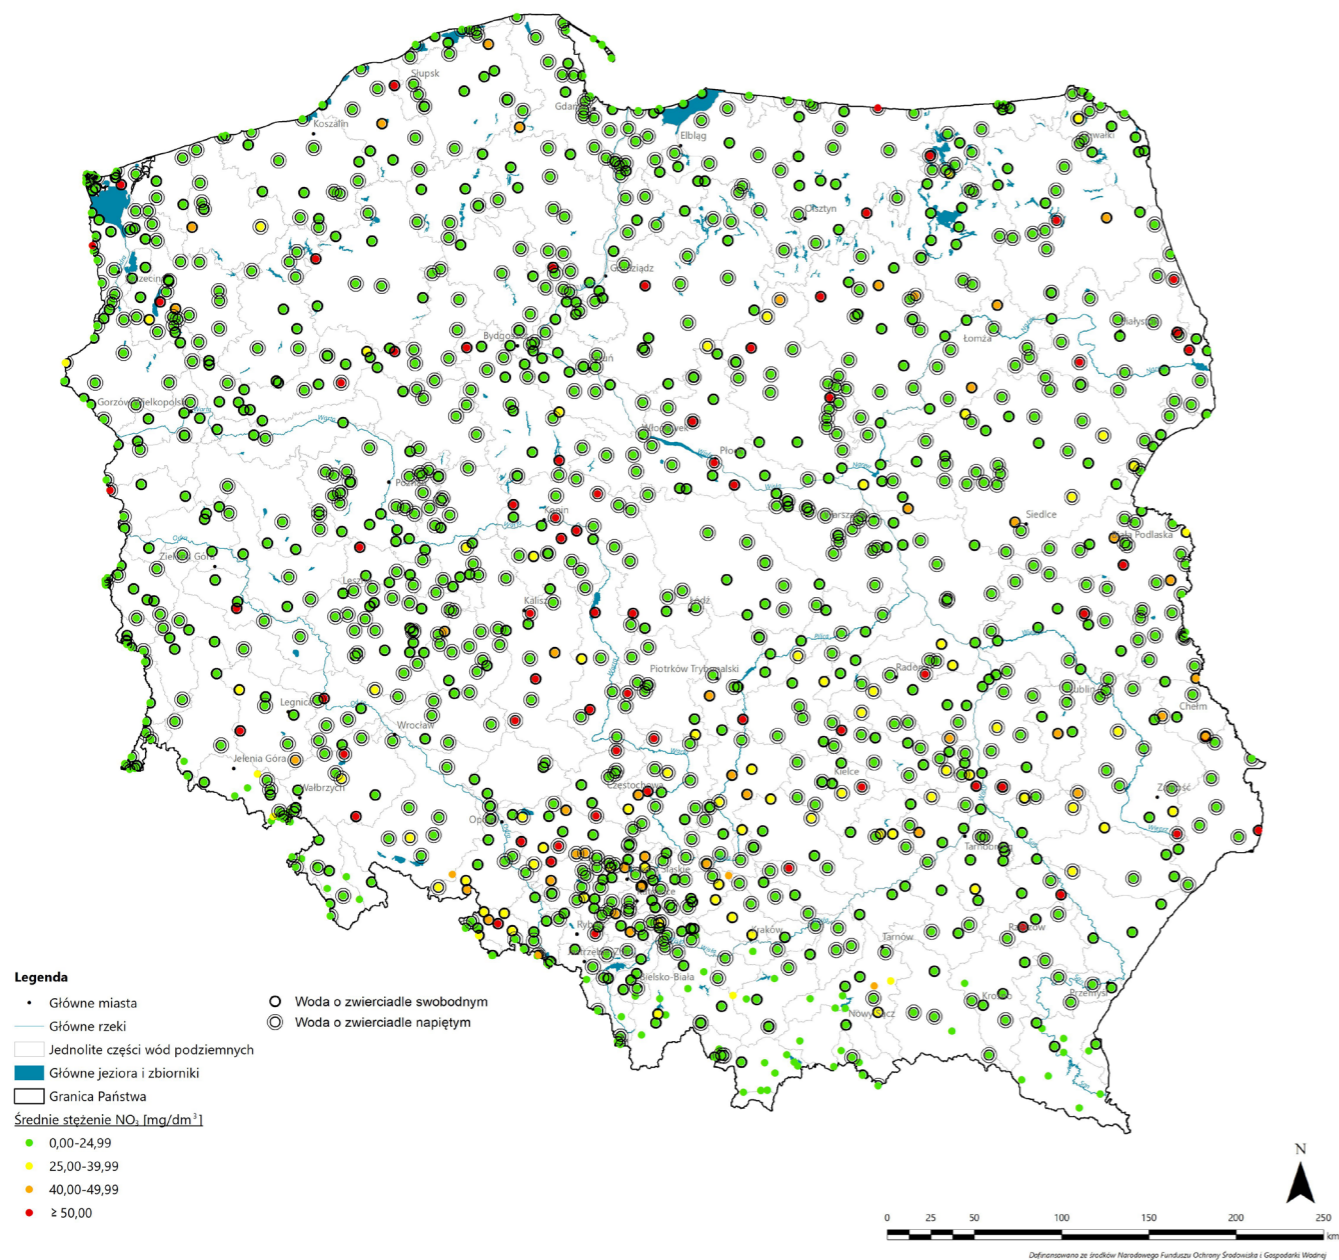 Słupsk
Gdańsk
Koszalin
Elbląg
Suwałki
Olsztyn
Szczecin
Grudziądz
Białystok
Bydgoszcz
Łomża
Toruń
Gorzów Wielkopolski
Warta
Włocławek
Płock
Poznań
Konin
Warszawa
Siedlce
Biała Podlaska
Odra
Zielona Góra
Leszno
Kalisz
Łódź
Piotrków Trybunalski
Radom
Lublin
Chełm
Legnica
Wrocław
Jelenia Góra
Wałbrzych
Częstochowa
Kielce
Zamość
Opole
Tarnobrzeg
Kraków
Rzeszów
Tarnów
Bielsko-Biała
Krosno
Przemyśl
Nowy Sącz
Legenda
Główne miasta
Główne rzeki
Jednolite części wód podziemnych
Główne jeziora i zbiorniki
Granica Państwa
Średnie stężenie NO₃ [mg/dm³]
0,00-24,99
25,00-39,99
40,00-49,99
≥ 50,00
Woda o zwierciadle swobodnym
Woda o zwierciadle napiętym
N
0 25 50 100 150 200 250
km
Dofinansowano ze środków Narodowego Funduszu Ochrony Środowiska i Gospodarki Wodnej